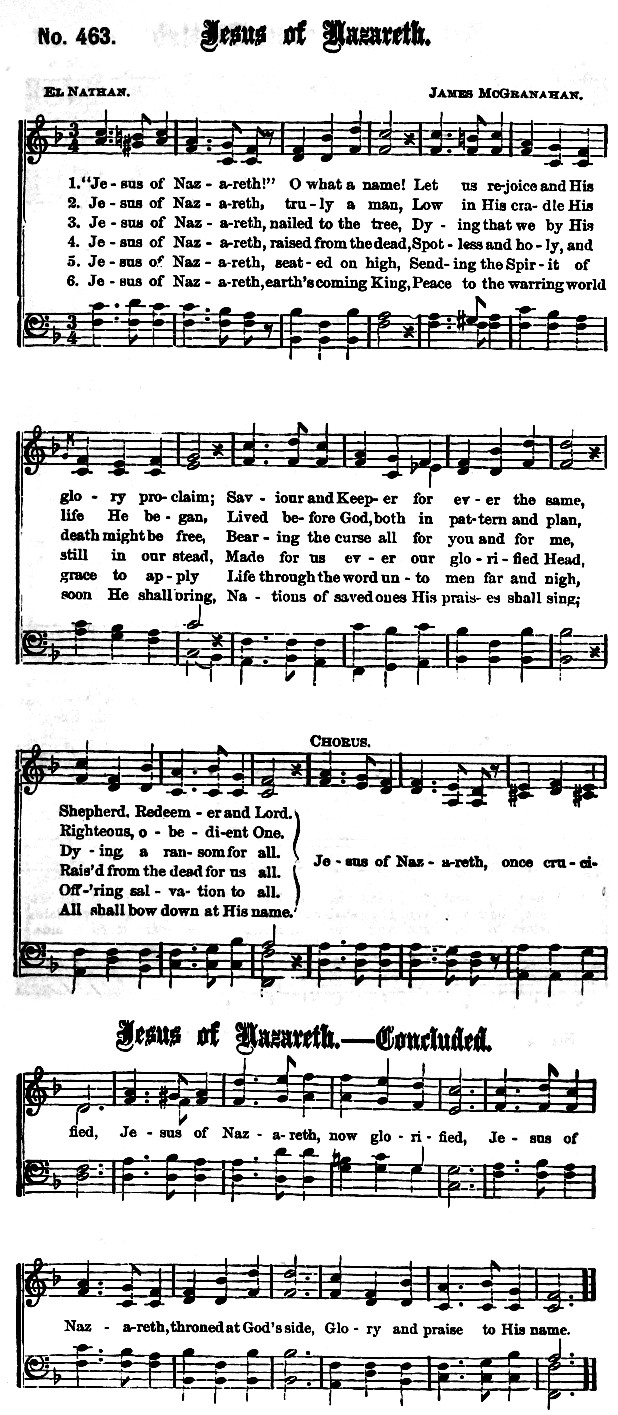 No. 463.
Jesus of Nazareth.
EL NATHAN.
JAMES MCGRANAHAN.
1. "Je - sus of Naz - a-reth!" O what a name! Let us re-joice and His
2. Je - sus of Naz - a-reth, tru - ly a man, Low in His cra- dle His
3. Je - sus of Naz - a-reth, nailed to the tree, Dy - ing that we by His
4. Je - sus of Naz - a-reth, raised from the dead, Spot - less and ho - ly, and
5. Je - sus of Naz - a-reth, seat - ed on high, Send- ing the Spir - it of
6. Je - sus of Naz - a-reth, earth's coming King, Peace to the warring world
glo - ry pro-claim; Sav - iour and Keep- er for ev - er the same,
life He be - gan, Lived be- fore God, both in pat-tern and plan,
death might be free, Bear - ing the curse all for you and for me,
still in our stead, Made for us ev - er our glo - ri - fied Head,
grace to ap - ply Life through the word un - to men far and nigh,
soon He shall bring, Na - tions of saved ones His prais- es shall sing;
CHORUS.
Shepherd, Redeem - er and Lord.
Righteous, o - be - di-ent One.
Dy - ing a ran- som for all.
Rais'd from the dead for us all.
Off-'ring sal - va - tion to all.
All shall bow down at His name.
Je - sus of Naz - a-reth, once cru - ci-
Jesus of Nazareth.—Concluded.
fied, Je - sus of Naz - a-reth, now glo - ri - fied, Je - sus of
Naz - a-reth, throned at God's side, Glo - ry and praise to His name.